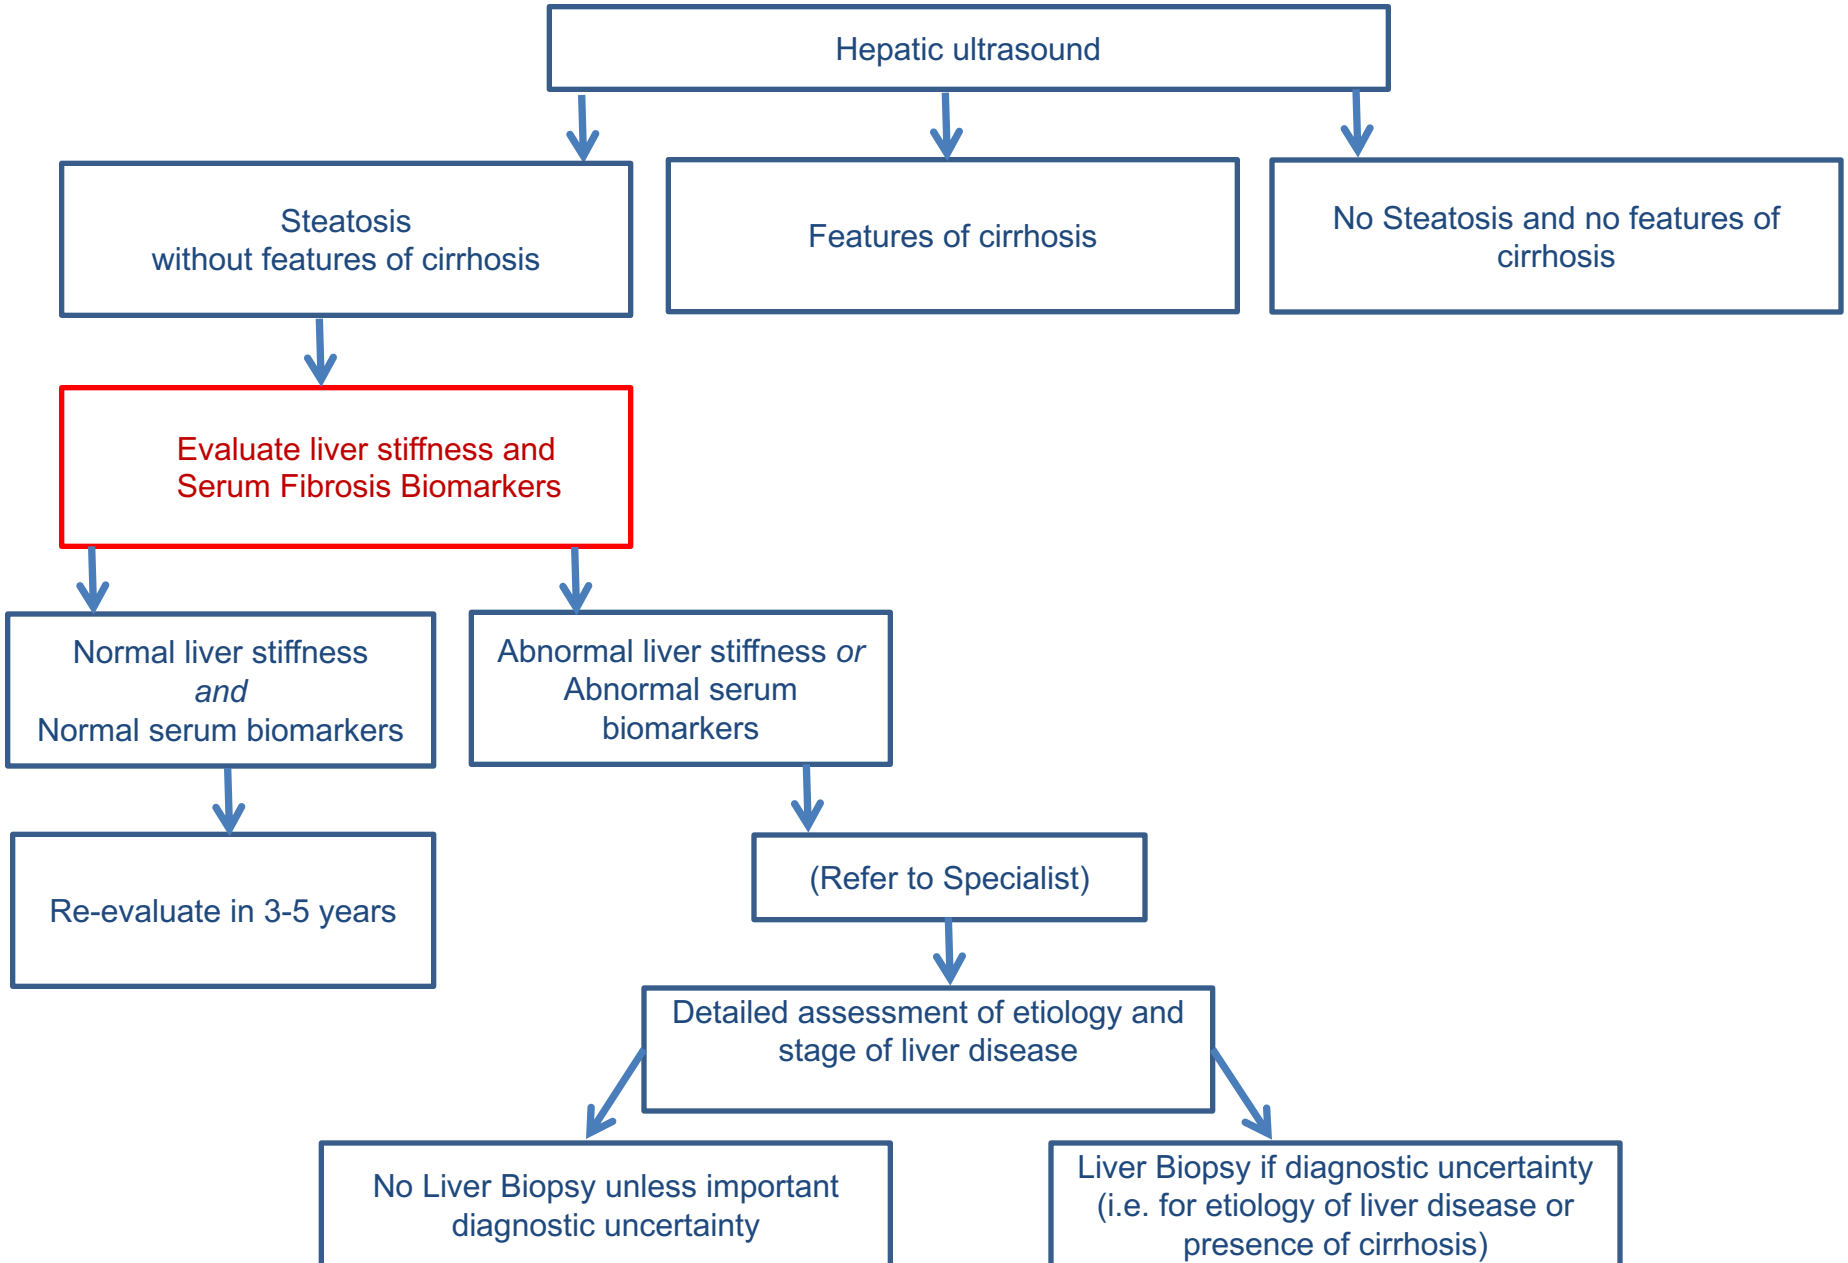 Hepatic ultrasound
Steatosis
without features of cirrhosis
Features of cirrhosis
No Steatosis and no features of
cirrhosis
Evaluate liver stiffness and
Serum Fibrosis Biomarkers
Normal liver stiffness
and
Normal serum biomarkers
Abnormal liver stiffness or
Abnormal serum
biomarkers
Re-evaluate in 3-5 years
(Refer to Specialist)
Detailed assessment of etiology and
stage of liver disease
No Liver Biopsy unless important
diagnostic uncertainty
Liver Biopsy if diagnostic uncertainty
(i.e. for etiology of liver disease or
presence of cirrhosis)